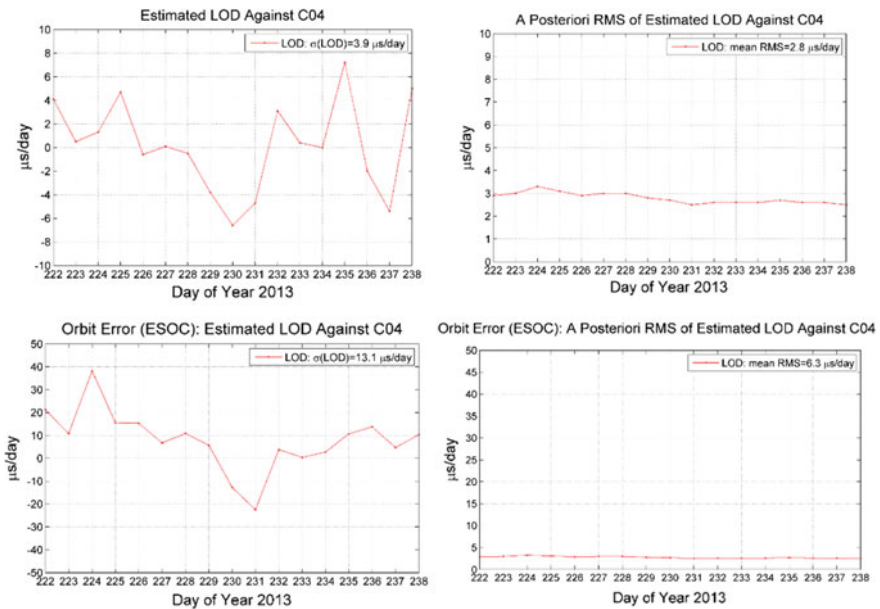 Estimated LOD Against C04
LOD: σ(LOD)=3.9 μs/day
μs/day
10
8
6
4
2
0
-2
-4
-6
-8
-10
222 223 224 225 226 227 228 229 230 231 232 233 234 235 236 237 238
Day of Year 2013
A Posteriori RMS of Estimated LOD Against C04
LOD: mean RMS=2.8 μs/day
μs/day
10
9
8
7
6
5
4
3
2
1
0
222 223 224 225 226 227 228 229 230 231 232 233 234 235 236 237 238
Day of Year 2013
Orbit Error (ESOC): Estimated LOD Against C04
LOD: σ(LOD)=13.1 μs/day
μs/day
50
40
30
20
10
0
-10
-20
-30
-40
-50
222 223 224 225 226 227 228 229 230 231 232 233 234 235 236 237 238
Day of Year 2013
Orbit Error (ESOC): A Posteriori RMS of Estimated LOD Against C04
LOD: mean RMS=6.3 μs/day
μs/day
50
45
40
35
30
25
20
15
10
5
0
222 223 224 225 226 227 228 229 230 231 232 233 234 235 236 237 238
Day of Year 2013